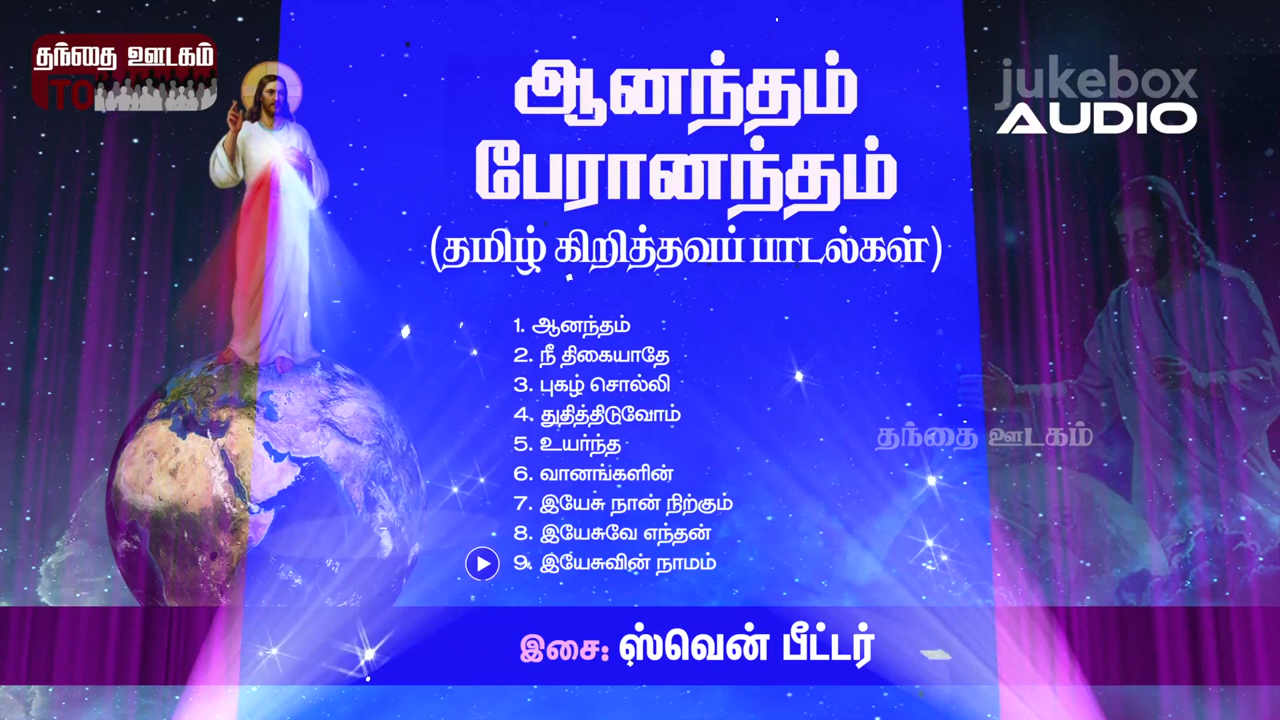 தந்தை ஊடகம்
TO
jukebox
AUDIO
ஆனந்தம்
பேரானந்தம்
(தமிழ் கிறித்தவப் பாடல்கள்)
1. ஆனந்தம்
2. நீ திகையாதே
3. புகழ் சொல்லி
4. துதித்திடுவோம்
5. உயர்ந்த
6. வானங்களின்
7. இயேசு நான் நிற்கும்
8. இயேசுவே எந்தன்
9. இயேசுவின் நாமம்
தந்தை ஊடகம்
இசை: ஸ்வென் பீட்டர்